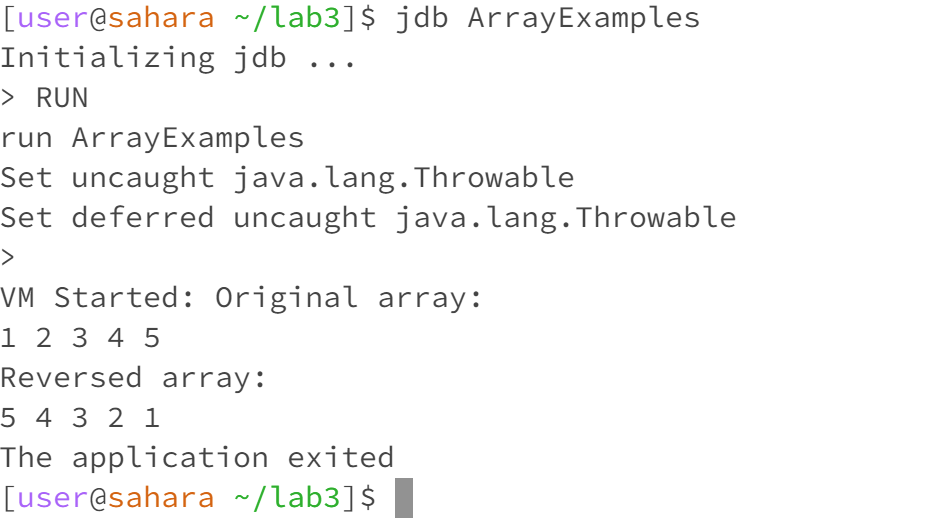 [user@sahara ~/lab3]$ jdb ArrayExamples
Initializing jdb ...
> RUN
run ArrayExamples
Set uncaught java.lang.Throwable
Set deferred uncaught java.lang.Throwable
>
VM Started: Original array:
1 2 3 4 5
Reversed array:
5 4 3 2 1
The application exited
[user@sahara ~/lab3]$